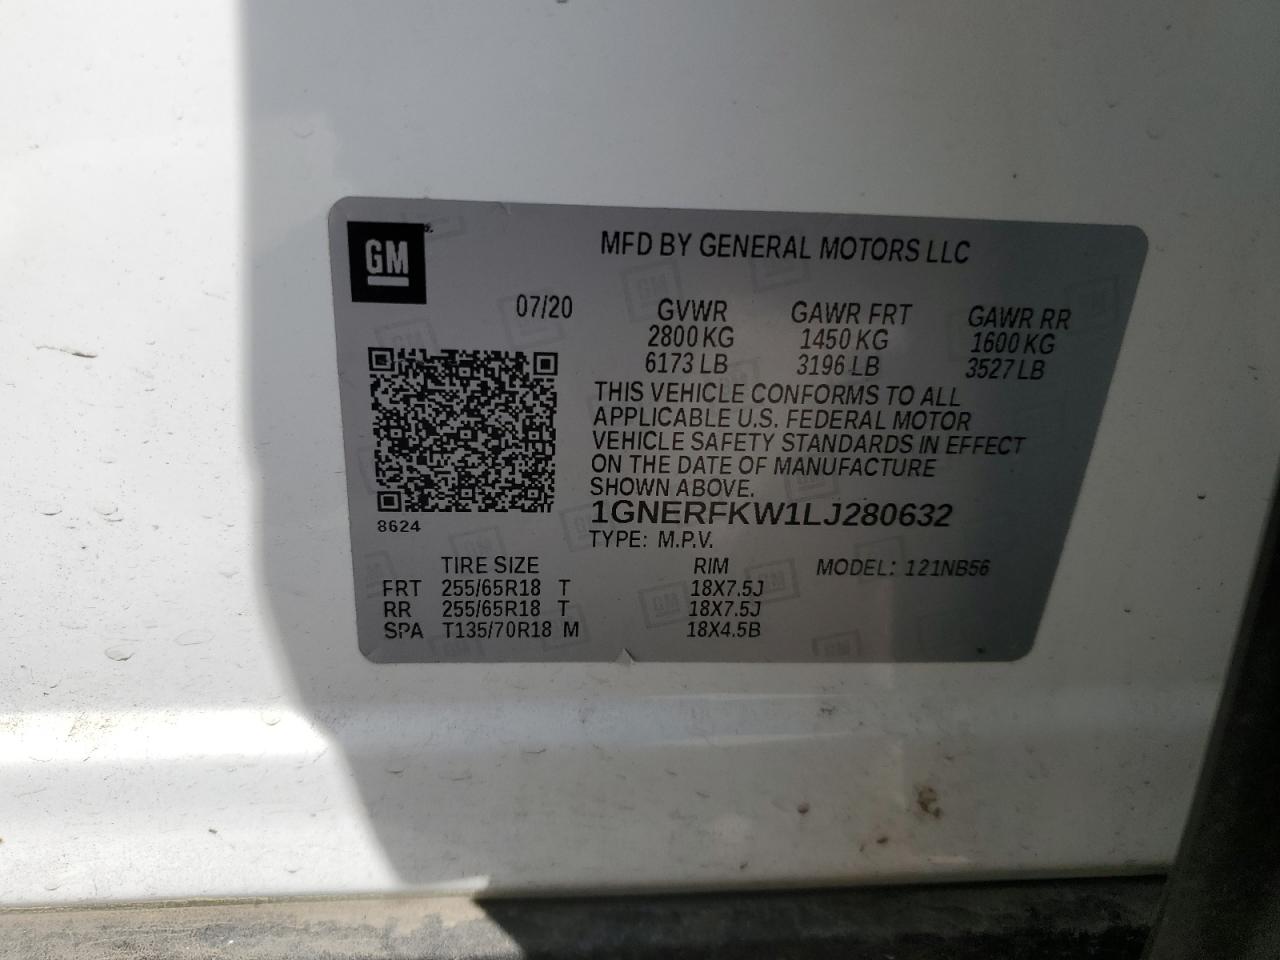 GM
MFD BY GENERAL MOTORS LLC
07/20 GVWR GAWR FRT GAWR RR
2800 KG 1450 KG 1600 KG
6173 LB 3196 LB 3527 LB
THIS VEHICLE CONFORMS TO ALL
APPLICABLE U.S. FEDERAL MOTOR
VEHICLE SAFETY STANDARDS IN EFFECT
ON THE DATE OF MANUFACTURE
SHOWN ABOVE.
1GNERFKW1LJ280632
8624
TYPE: M.P.V.
TIRE SIZE RIM MODEL: 121NB56
FRT 255/65R18 T 18X7.5J
RR 255/65R18 T 18X7.5J
SPA T135/70R18 M 18X4.5B